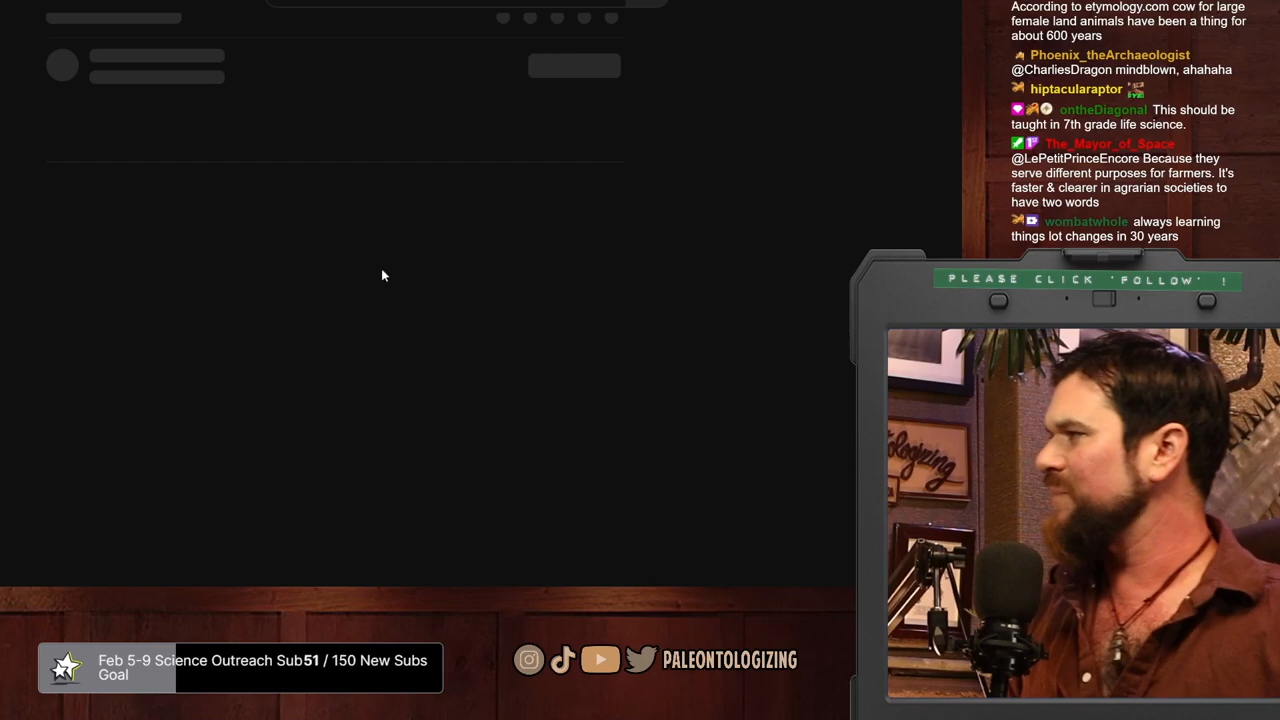 According to etymology.com cow for large
female land animals have been a thing for
about 600 years
Phoenix_theArchaeologist
@CharliesDragon mindblown, ahahaha
hiptacularaptor
ontheDiagonal This should be
taught in 7th grade life science.
The_Mayor_of_Space
@LePetitPrinceEncore Because they
serve different purposes for farmers. It's
faster & clearer in agrarian societies to
have two words
wombatwhole always learning
things lot changes in 30 years
PLEASE CLICK 'FOLLOW' !
ologizing
Feb 5-9 Science Outreach Sub 51 / 150 New Subs
Goal
PALEONTOLOGIZING